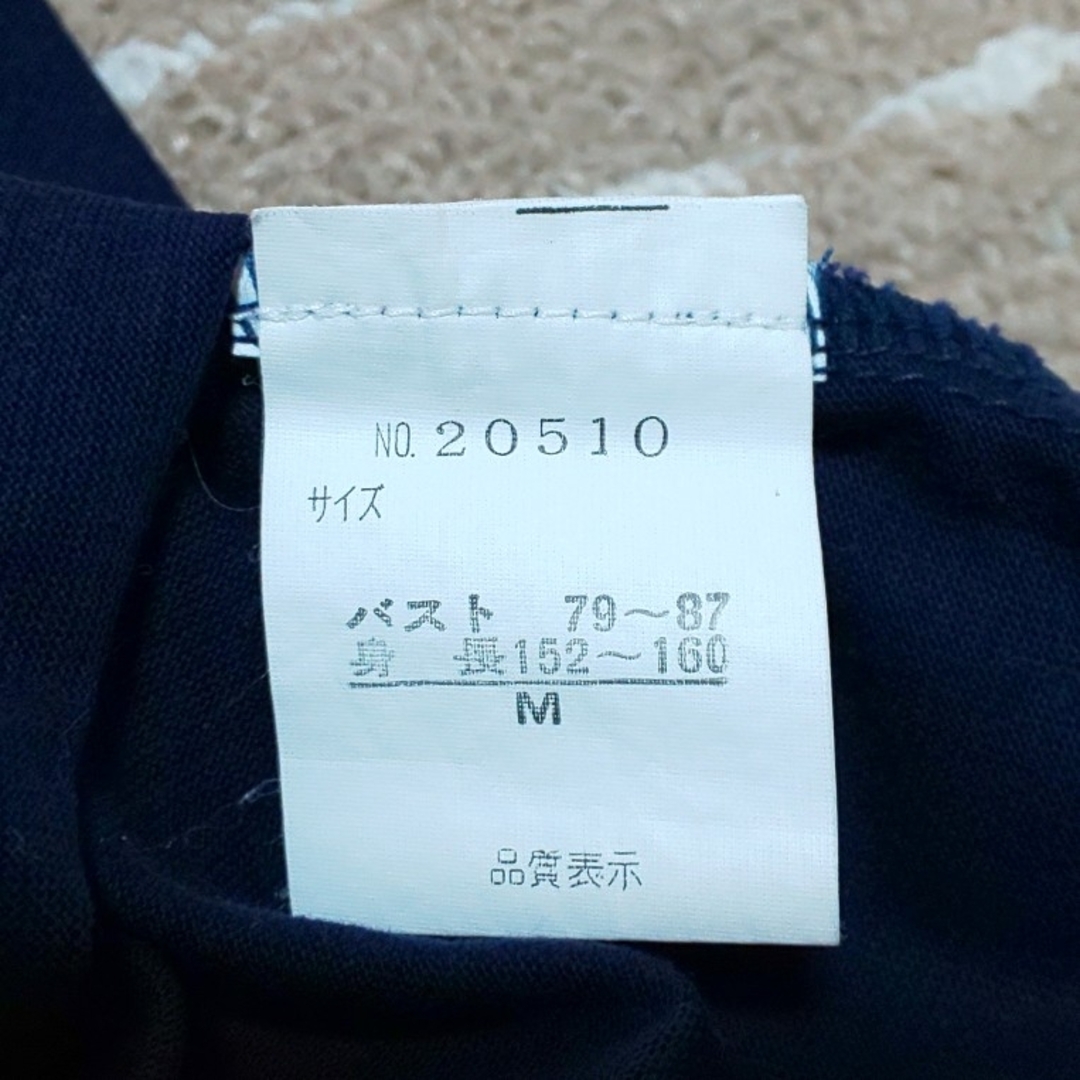 NO.20510
サイズ
バスト 79～87
身 長152～160
M
品質表示